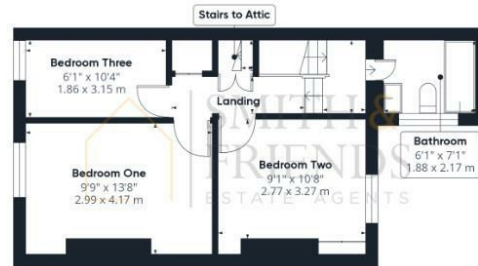 Stairs to Attic
Bedroom Three
6'1" x 10'4"
1.86 x 3.15 m
Landing
SMITH &
FRIENDS
ESTATE AGENTS
Bedroom One
9'9" x 13'8"
2.99 x 4.17 m
Bedroom Two
9'1" x 10'8"
2.77 x 3.27 m
Bathroom
6'1" x 7'1"
1.88 x 2.17 m